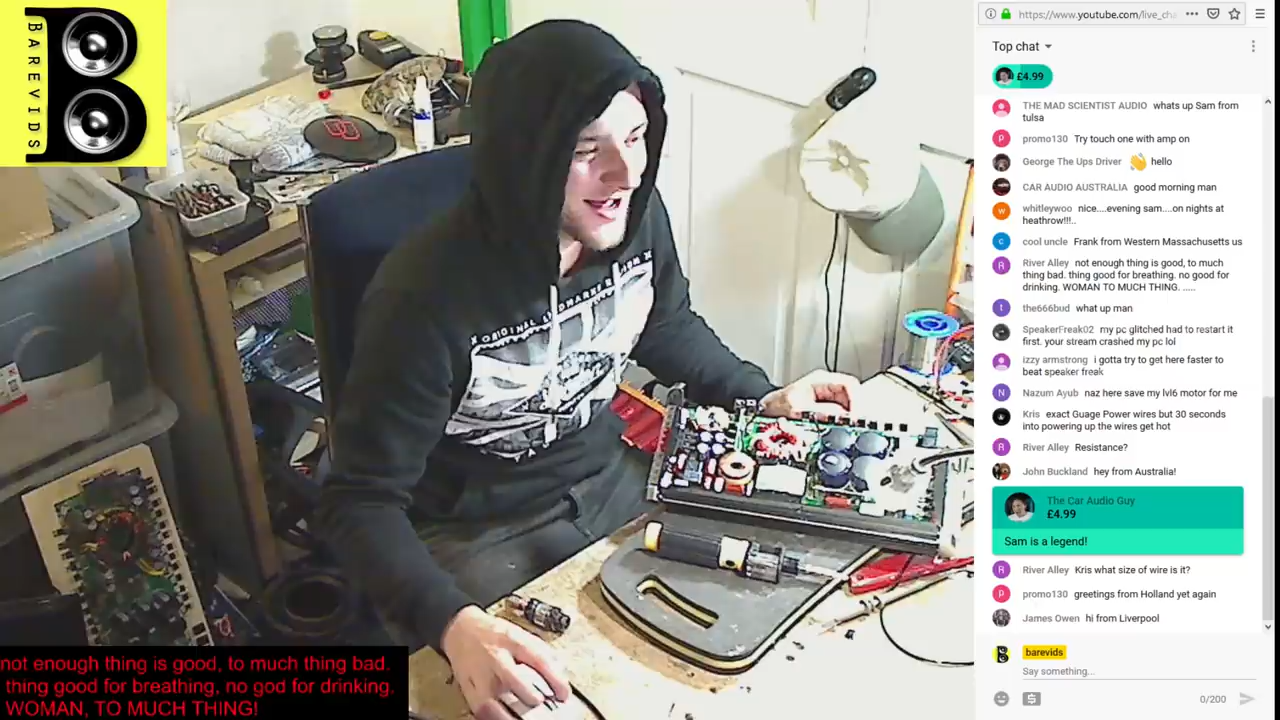 BAREVIDS
B
X ORIGINAL LNDMARKS
not enough thing is good, to much thing bad.
thing good for breathing, no god for drinking.
WOMAN, TO MUCH THING!
https://www.youtube.com/live_cha
Top chat
£4.99
THE MAD SCIENTIST AUDIO whats up Sam from
tulsa
promo130 Try touch one with amp on
George The Ups Driver hello
CAR AUDIO AUSTRALIA good morning man
whitleywoo nice....evening sam....on nights at
heathrow!!!..
cool uncle Frank from Western Massachusetts us
River Alley not enough thing is good, to much
thing bad. thing good for breathing. no good for
drinking. WOMAN TO MUCH THING. .....
the666bud what up man
SpeakerFreak02 my pc glitched had to restart it
first. your stream crashed my pc lol
izzy armstrong i gotta try to get here faster to
beat speaker freak
Nazum Ayub naz here save my lvl6 motor for me
Kris exact Guage Power wires but 30 seconds
into powering up the wires get hot
River Alley Resistance?
John Buckland hey from Australia!
The Car Audio Guy
£4.99
Sam is a legend!
River Alley Kris what size of wire is it?
promo130 greetings from Holland yet again
James Owen hi from Liverpool
barevids
Say something...
0/200